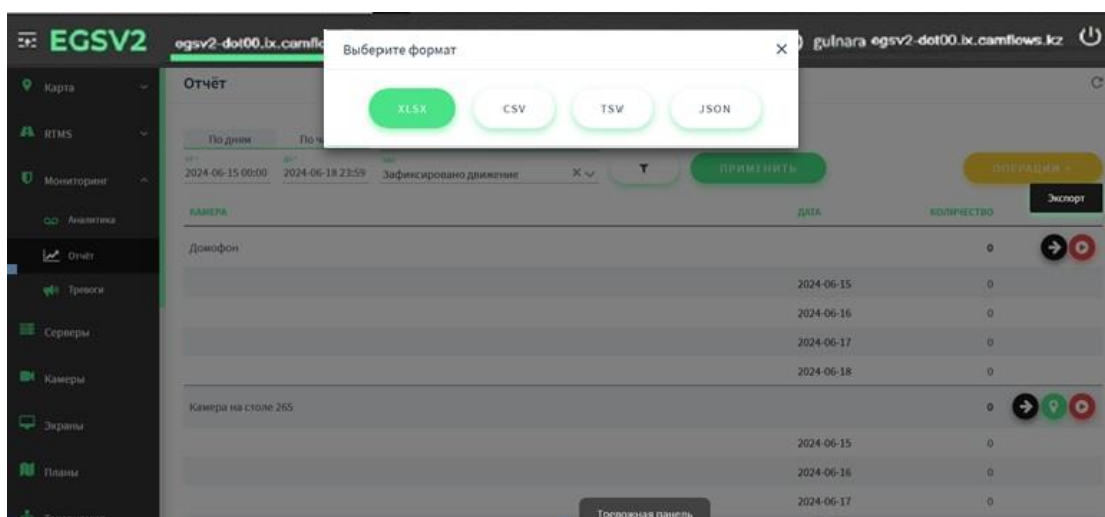 EGSV2
egsv2-dot00.ix.camflo
Выберите формат
gulnara egsv2-dot00.ix.camflows.kz
Карта
Отчёт
XLSX CSV TSV JSON
RTMS
По дням По ч
2024-06-15 00:00 2024-06-18 23:59 Зафиксировано движение ПРИМЕНИТЬ ОПЕРАЦИИ
Мониторинг
Экспорт
КАМЕРА ДАТА КОЛИЧЕСТВО
Аналитика
Домофон 0
Отчёт
2024-06-15 0
Тревоги
2024-06-16 0
Серверы
2024-06-17 0
2024-06-18 0
Камеры
Камера на столе 265 0
Экраны
2024-06-15 0
Планы
2024-06-16 0
2024-06-17 0
Тревожная панель